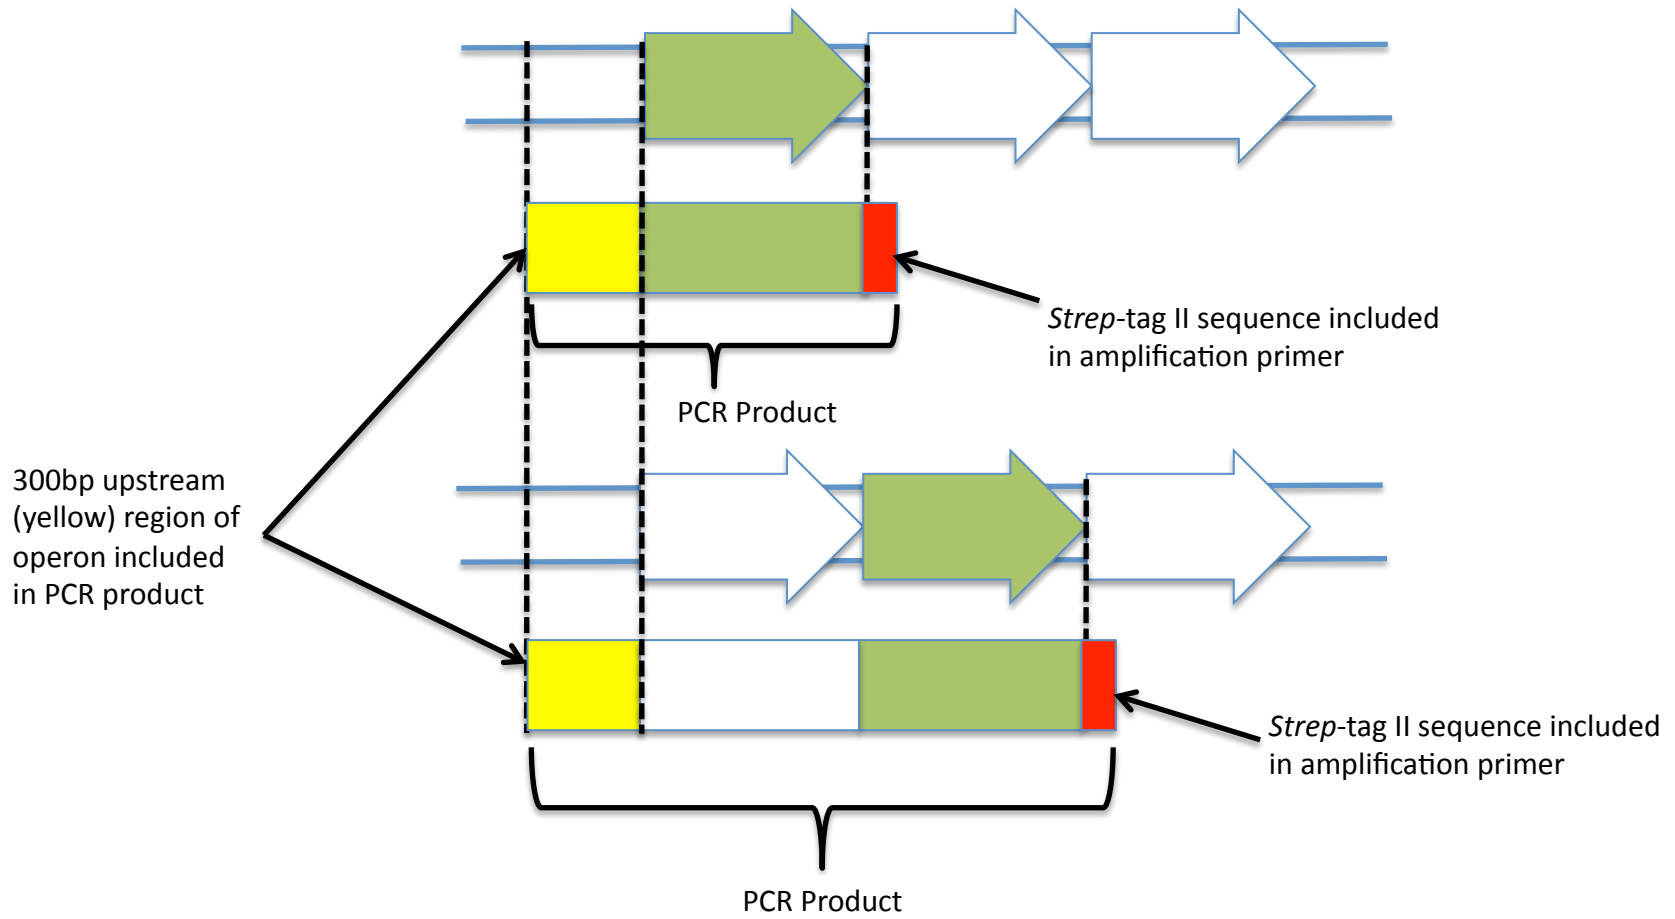 Strep-tag II sequence included
in amplification primer
PCR Product
300bp upstream
(yellow) region of
operon included
in PCR product
Strep-tag II sequence included
in amplification primer
PCR Product